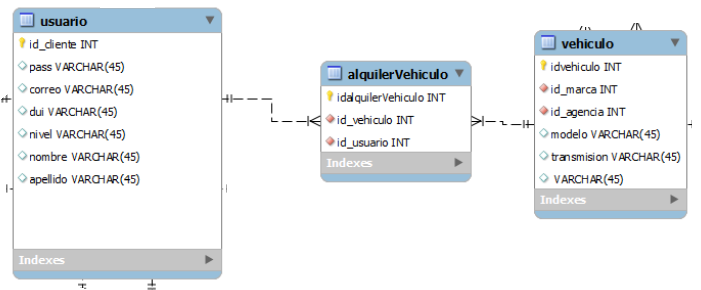 usuario
id_cliente INT
pass VARCHAR(45)
correo VARCHAR(45)
dui VARCHAR(45)
nivel VARCHAR(45)
nombre VARCHAR(45)
apellido VARCHAR(45)
Indexes
alquilerVehiculo
idalquilerVehiculo INT
id_vehiculo INT
id_usuario INT
Indexes
vehiculo
idvehiculo INT
id_marca INT
id_agencia INT
modelo VARCHAR(45)
transmision VARCHAR(45)
VARCHAR(45)
Indexes